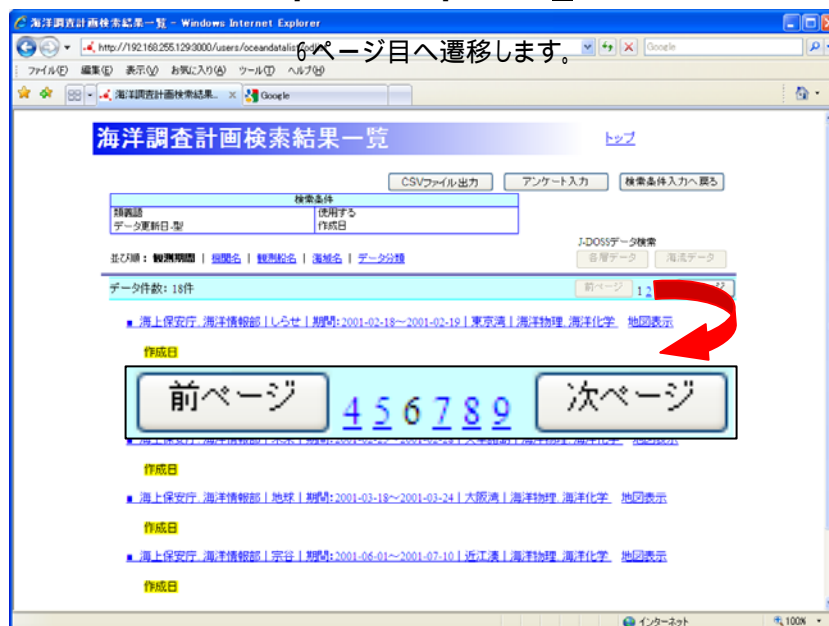 海洋調査計画検索結果一覧 - Windows Internet Explorer
http://192.168.255.129:3000/users/oceandatalis
6ページ目へ遷移します。
Google
ファイル(F) 編集(E) 表示(V) お気に入り(A) ツール(T) ヘルプ(H)
海洋調査計画検索結果... × Google
海洋調査計画検索結果一覧 トップ
CSVファイル出力 アンケート入力 検索条件入力へ戻る
検索条件
類義語 使用する
データ更新日-型 作成日
J-DOSSデータ検索
並び順: 観測期間 | 機関名 | 観測船名 | 海域名 | データ分類 各層データ 海流データ
データ件数: 18件 前ページ 1 2
■ 海上保安庁 海洋情報部 | しらせ | 期間:2001-02-18~2001-02-19 | 東京湾 | 海洋物理 海洋化学 地図表示
作成日
前ページ 4 5 6 7 8 9 次ページ
作成日
■ 海上保安庁 海洋情報部 | 地球 | 期間:2001-03-18~2001-03-24 | 大阪湾 | 海洋物理 海洋化学 地図表示
作成日
■ 海上保安庁 海洋情報部 | 宗谷 | 期間:2001-06-01~2001-07-10 | 近江湊 | 海洋物理 海洋化学 地図表示
作成日
インターネット 100%